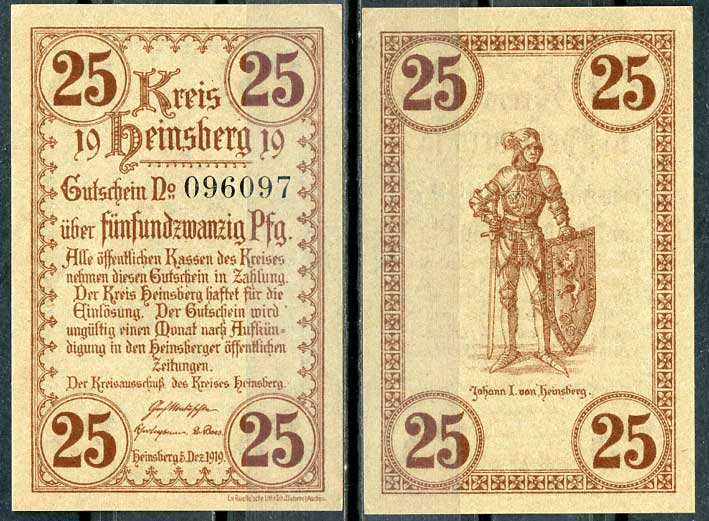 25 25
Kreis
19 Heinsberg 19
Gutschein No. 096097
über fünfundzwanzig Pfg.
Alle öffentlichen Kassen des Kreises
nehmen diesen Gutschein in Zahlung.
Der Kreis Heinsberg haftet für die
Einlösung. Der Gutschein wird
ungültig einen Monat nach Aufkün-
digung in den Heinsberger öffentlichen
Zeitungen.
Der Kreisausschuß des Kreises Heinsberg.
25 25
Heinsberg 5. Dez. 1919.
25 25
Johann I. von Heinsberg.
25 25